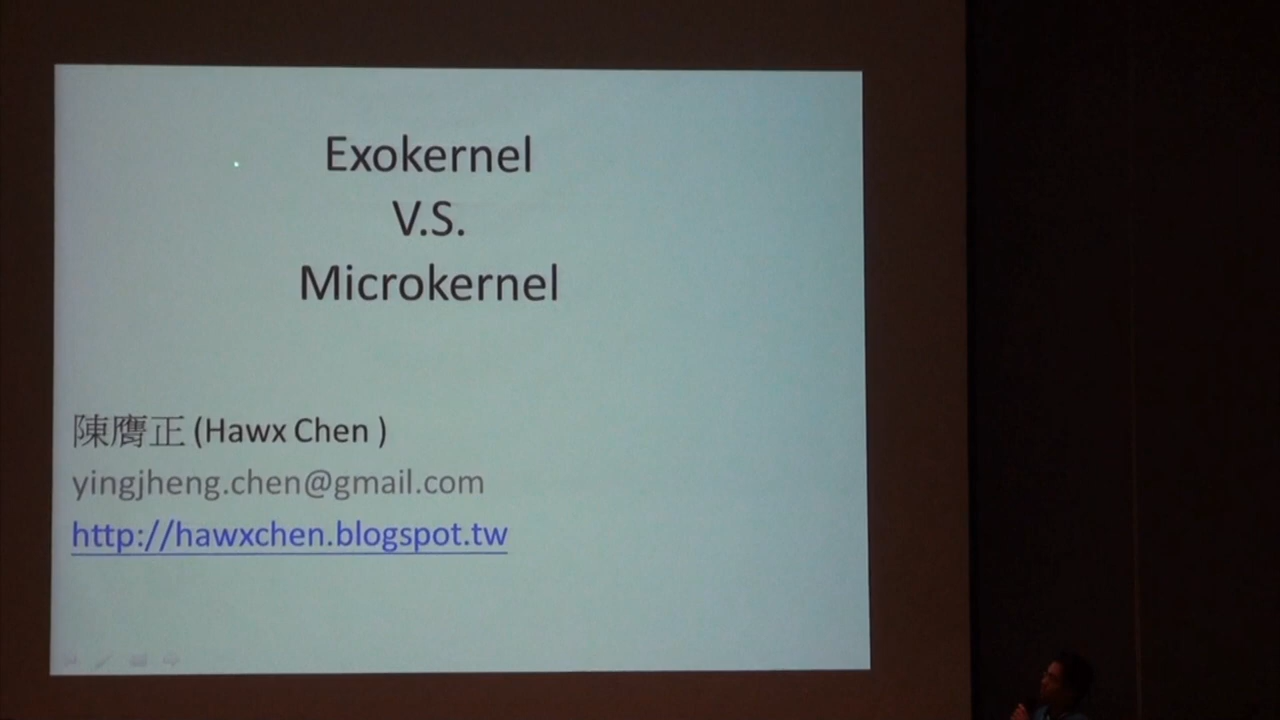 Exokernel
V.S.
Microkernel
陳膺正 (Hawx Chen )
yingjheng.chen@gmail.com
http://hawxchen.blogspot.tw